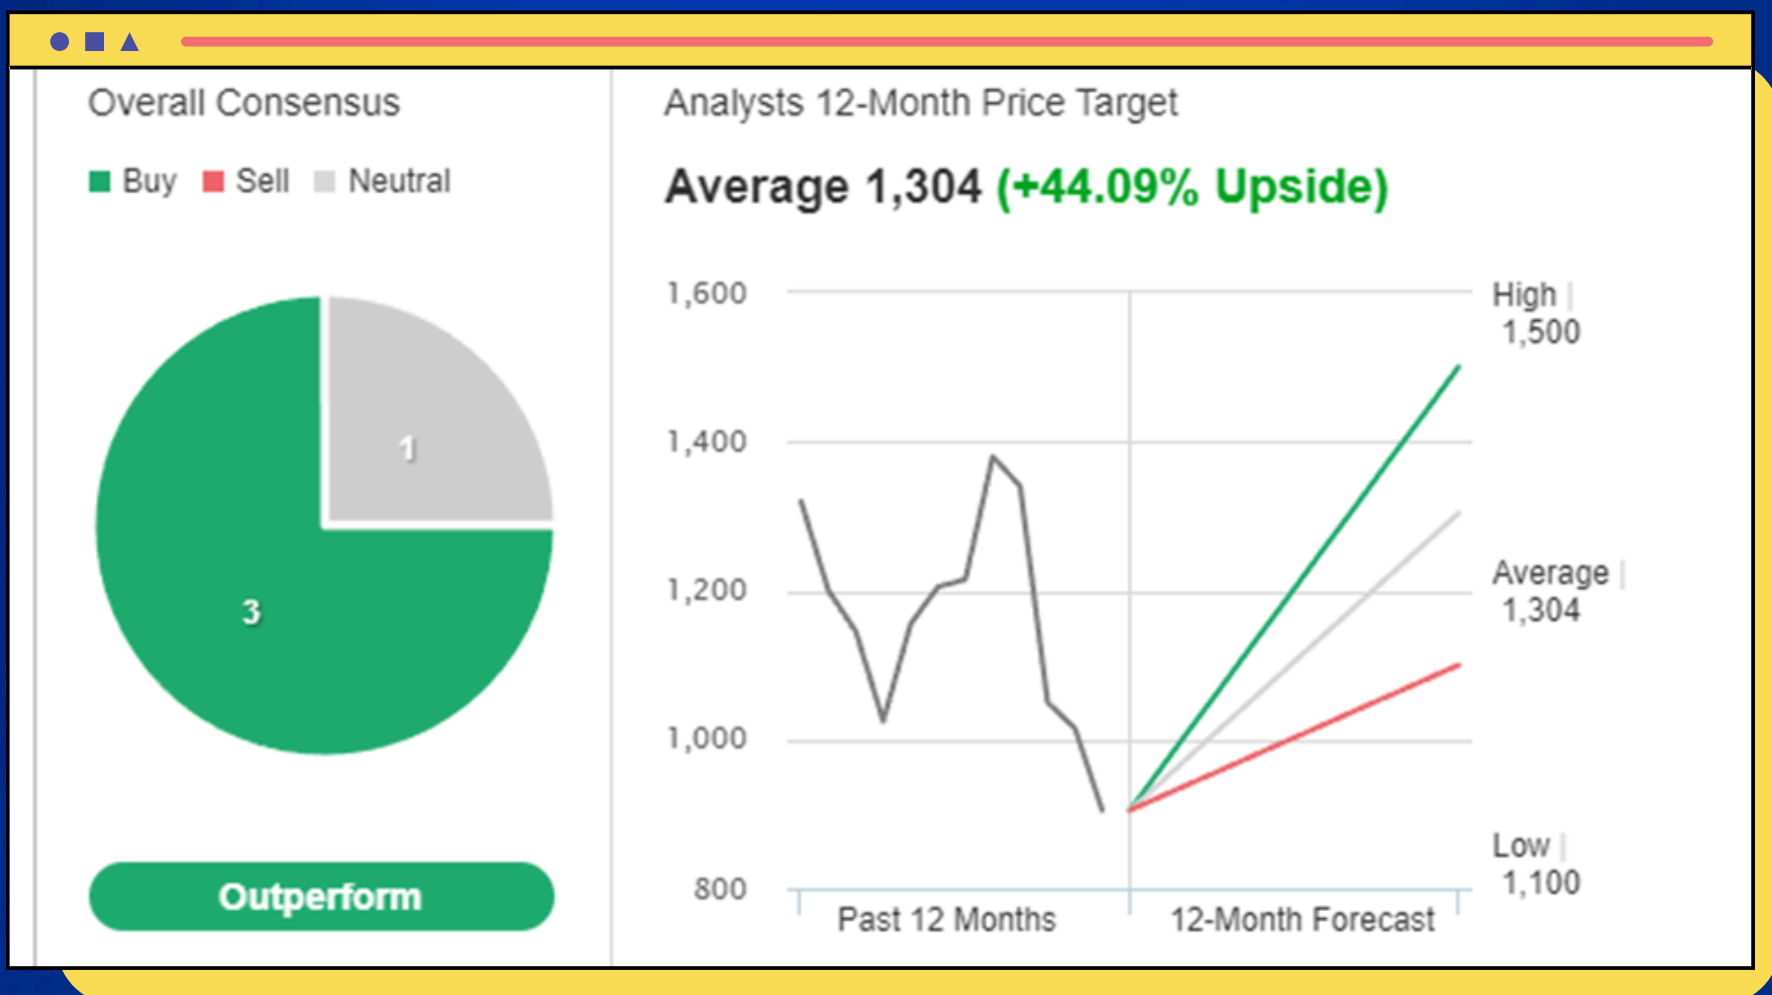 Overall Consensus
Buy Sell Neutral
1
3
Outperform
Analysts 12-Month Price Target
Average 1,304 (+44.09% Upside)
1,600
1,400
1,200
1,000
800
Past 12 Months 12-Month Forecast
High
1,500
Average
1,304
Low
1,100